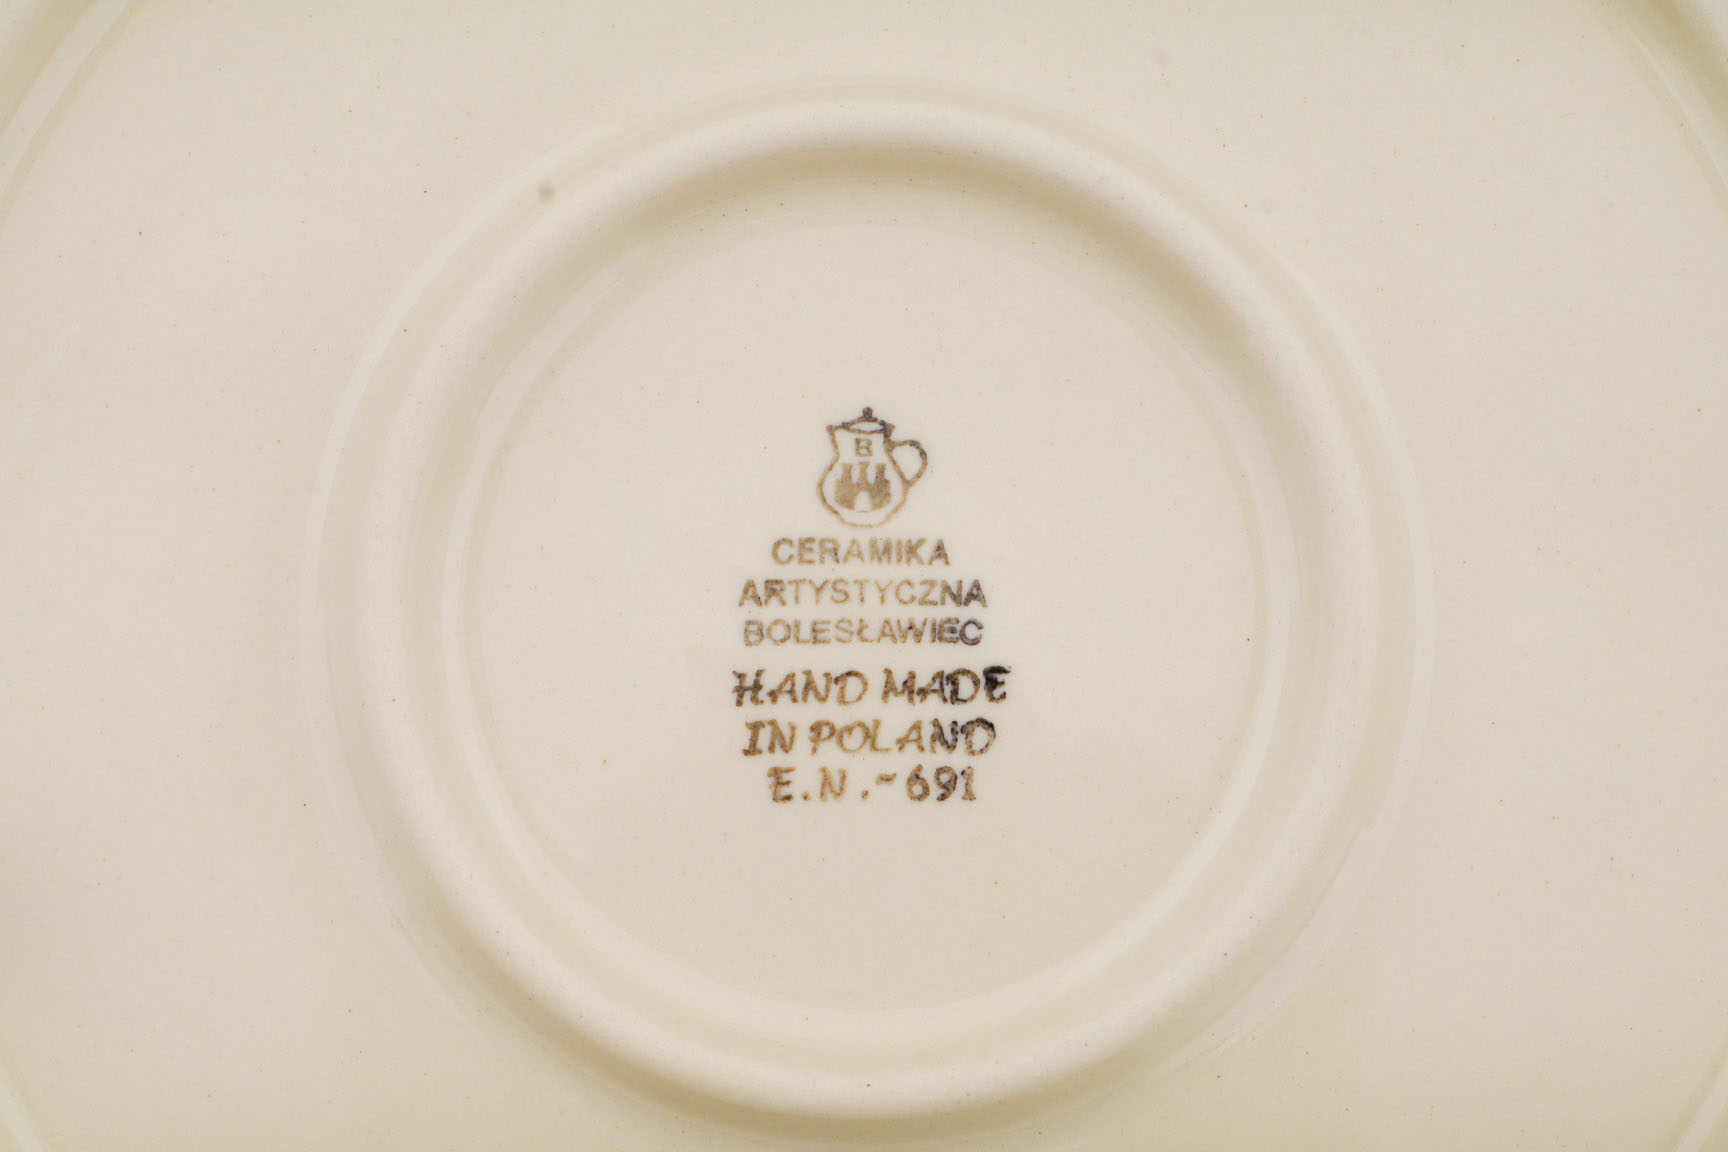 B
CERAMIKA
ARTYSTYCZNA
BOLESŁAWIEC
HAND MADE
IN POLAND
E.N.-691